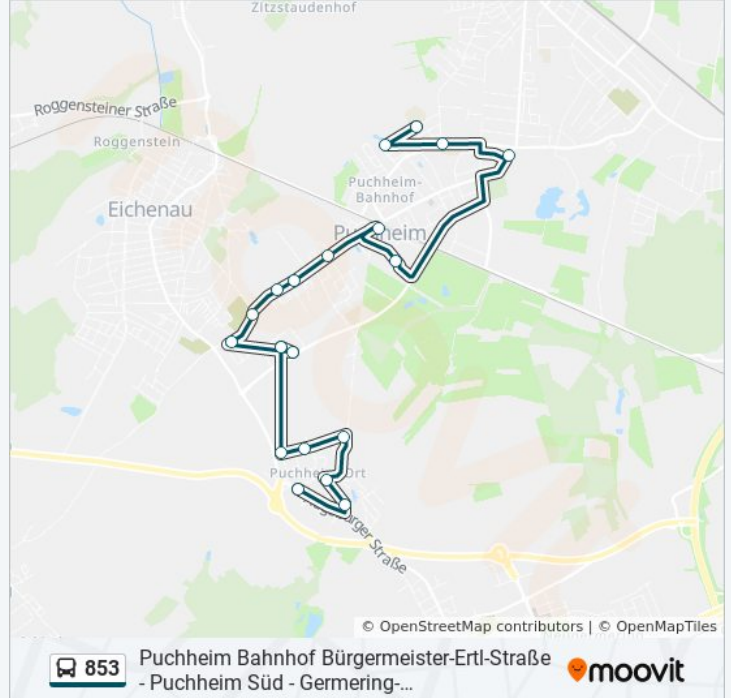 Zitzstaudenhof
Roggensteiner Straße
Roggenstein
Puchheim-
Bahnhof
Eichenau
Puchheim
Puchheim Ort
Augsburger Straße
© OpenStreetMap contributors | © OpenMapTiles
853
Puchheim Bahnhof Bürgermeister-Ertl-Straße
- Puchheim Süd - Germering-...
moovit